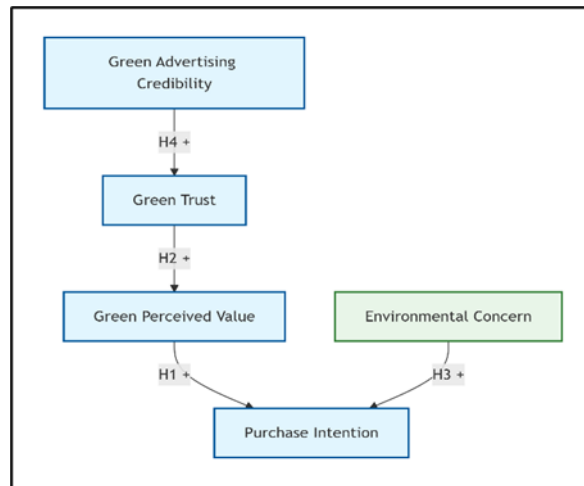 Green Advertising
Credibility
H4 +
Green Trust
H2 +
Green Perceived Value
Environmental Concern
H1 +
H3 +
Purchase Intention